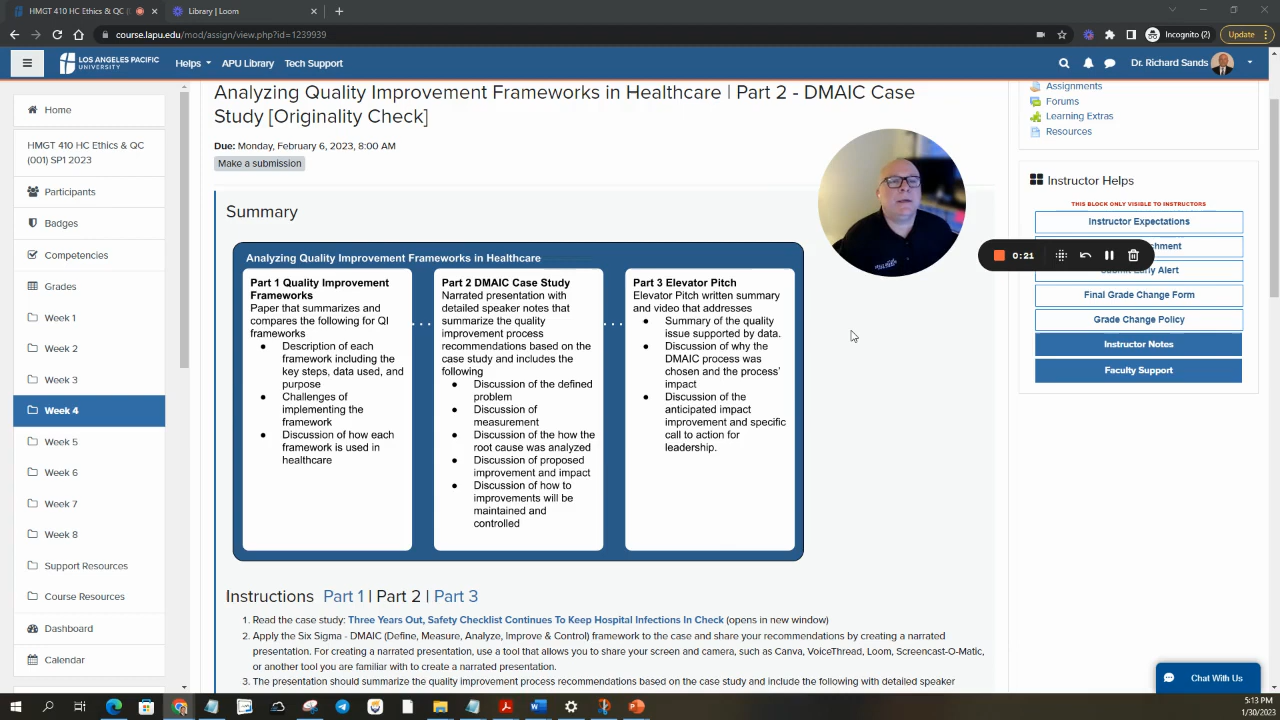 HMGT 410 HC Ethics & QC (
Library | Loom
course.lapu.edu/mod/assign/view.php?id=1239939
Incognito (2)
Update
LOS ANGELES PACIFIC
UNIVERSITY
Helps
APU Library
Tech Support
Dr. Richard Sands
Home
HMGT 410 HC Ethics & QC
(001) SP1 2023
Participants
Badges
Competencies
Grades
Week 1
Week 2
Week 3
Week 4
Week 5
Week 6
Week 7
Week 8
Support Resources
Course Resources
Dashboard
Calendar
Analyzing Quality Improvement Frameworks in Healthcare | Part 2 - DMAIC Case
Study [Originality Check]
Due: Monday, February 6, 2023, 8:00 AM
Make a submission
Summary
Analyzing Quality Improvement Frameworks in Healthcare
Part 1 Quality Improvement
Frameworks
Paper that summarizes and
compares the following for QI
frameworks
● Description of each
framework including the
key steps, data used, and
purpose
● Challenges of
implementing the
framework
● Discussion of how each
framework is used in
healthcare
Part 2 DMAIC Case Study
Narrated presentation with
detailed speaker notes that
summarize the quality
improvement process
recommendations based on the
case study and includes the
following
● Discussion of the defined
problem
● Discussion of
measurement
● Discussion of the how the
root cause was analyzed
● Discussion of proposed
improvement and impact
● Discussion of how to
improvements will be
maintained and
controlled
Part 3 Elevator Pitch
Elevator Pitch written summary
and video that addresses
● Summary of the quality
issue supported by data.
● Discussion of why the
DMAIC process was
chosen and the process'
impact
● Discussion of the
anticipated impact
improvement and specific
call to action for
leadership.
Instructions Part 1 | Part 2 | Part 3
1. Read the case study: Three Years Out, Safety Checklist Continues To Keep Hospital Infections In Check (opens in new window)
2. Apply the Six Sigma - DMAIC (Define, Measure, Analyze, Improve & Control) framework to the case and share your recommendations by creating a narrated
presentation. For creating a narrated presentation, use a tool that allows you to share your screen and camera, such as Canva, VoiceThread, Loom, Screencast-O-Matic,
or another tool you are familiar with to create a narrated presentation.
3. The presentation should summarize the quality improvement process recommendations based on the case study and include the following with detailed speaker
Assignments
Forums
Learning Extras
Resources
Instructor Helps
THIS BLOCK ONLY VISIBLE TO INSTRUCTORS
Instructor Expectations
0:21
Early Alert
Final Grade Change Form
Grade Change Policy
Instructor Notes
Faculty Support
Chat With Us
5:13 PM
1/30/2023